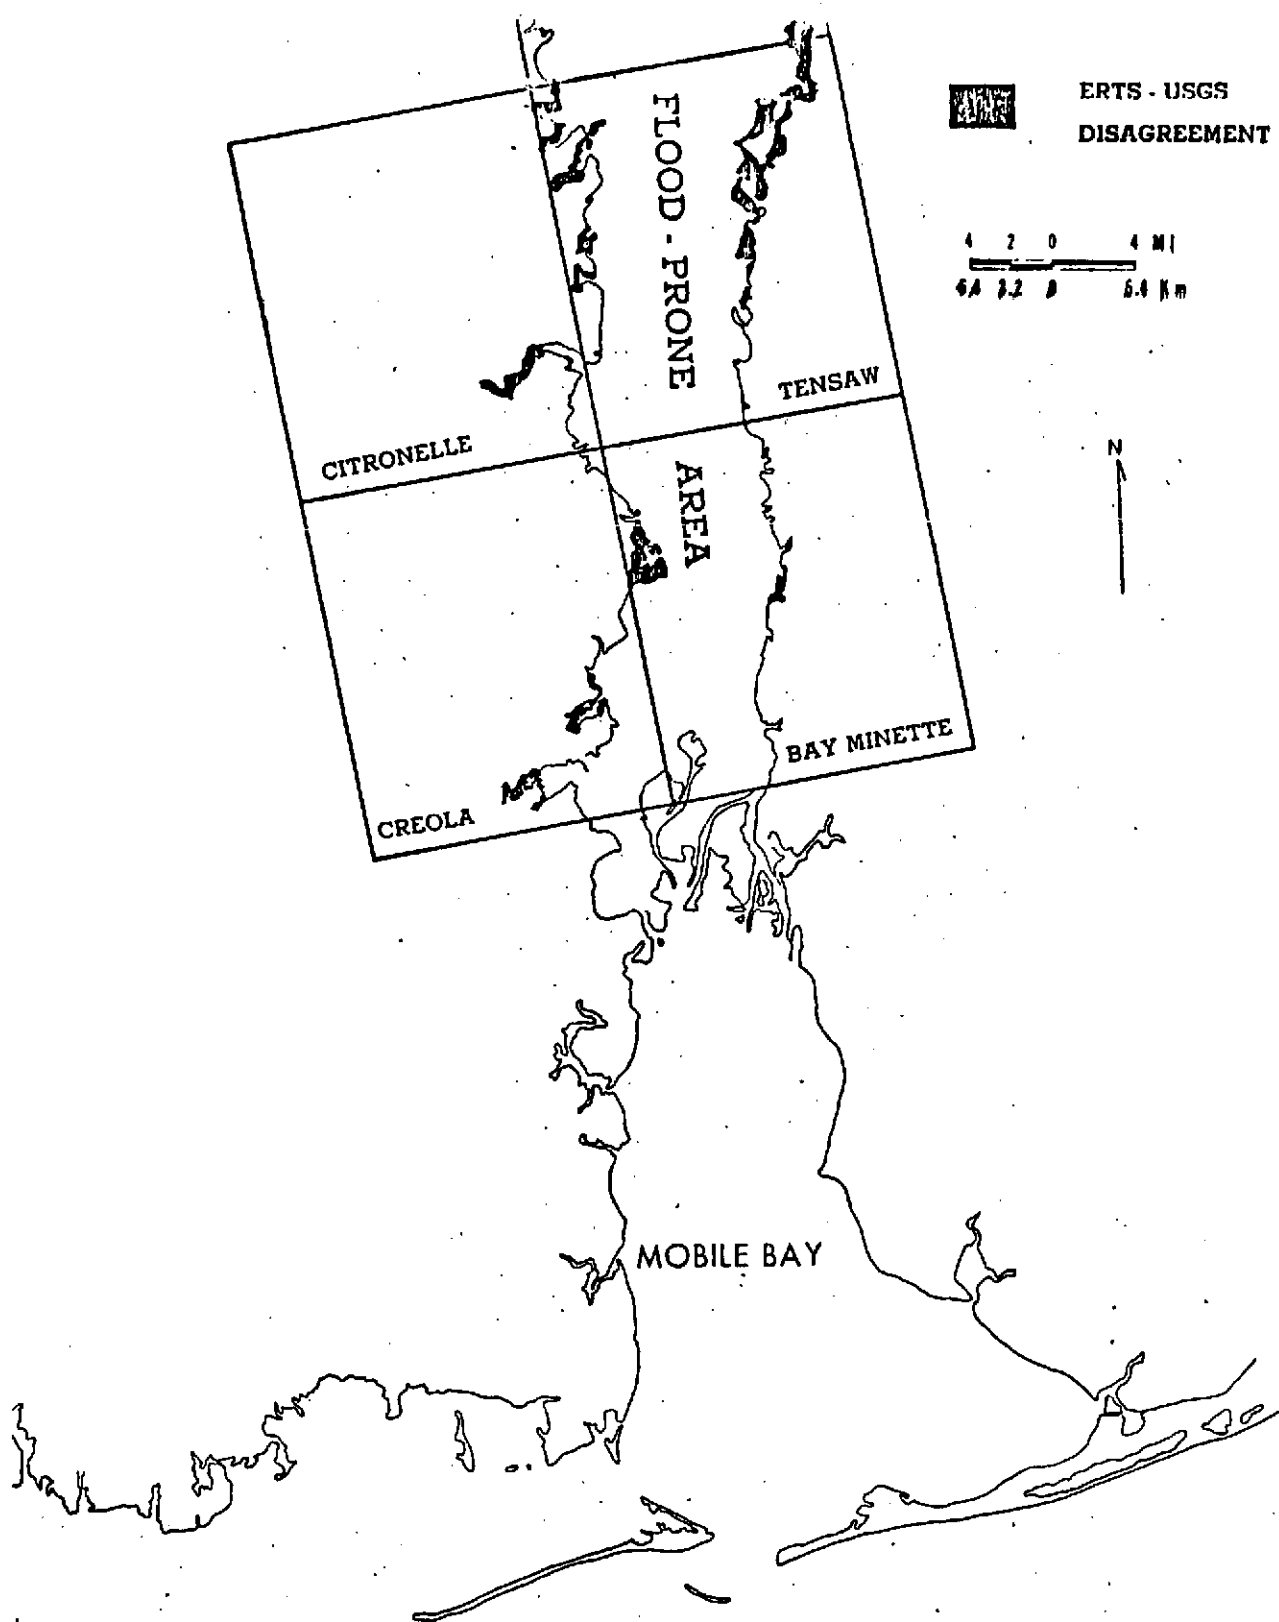 ERTS - USGS
DISAGREEMENT
FLOOD - PRONE
AREA
4 2 0 4 MI
6.4 3.2 0 6.4 Km
TENSAW
CITRONELLE
N
BAY MINETTE
CREOLA
MOBILE BAY